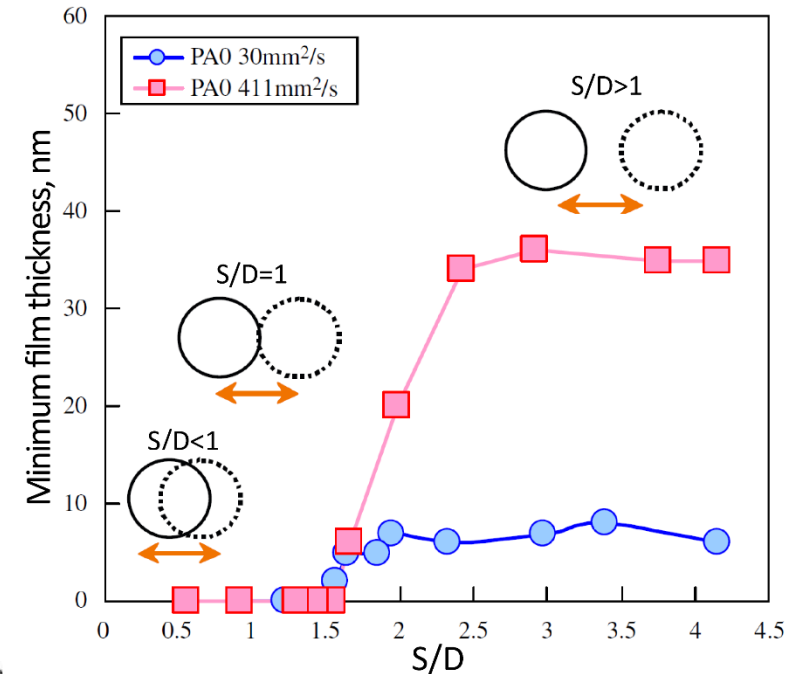 60
PA0 30mm²/s
PA0 411mm²/s
S/D>1
50
40
S/D=1
30
20
S/D<1
10
0
Minimum film thickness, nm
0 0.5 1 1.5 2 2.5 3 3.5 4 4.5
S/D